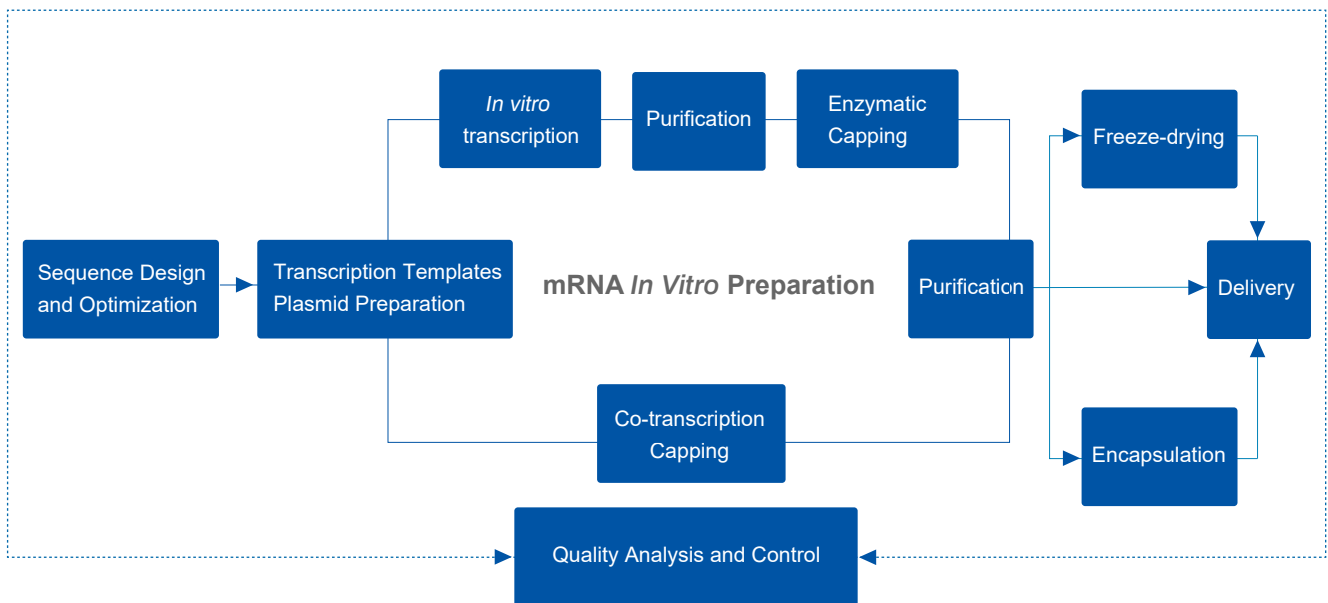 In vitro
transcription
Purification
Enzymatic
Capping
Freeze-drying
Sequence Design
and Optimization
Transcription Templates
Plasmid Preparation
mRNA In Vitro Preparation
Purification
Delivery
Co-transcription
Capping
Encapsulation
Quality Analysis and Control